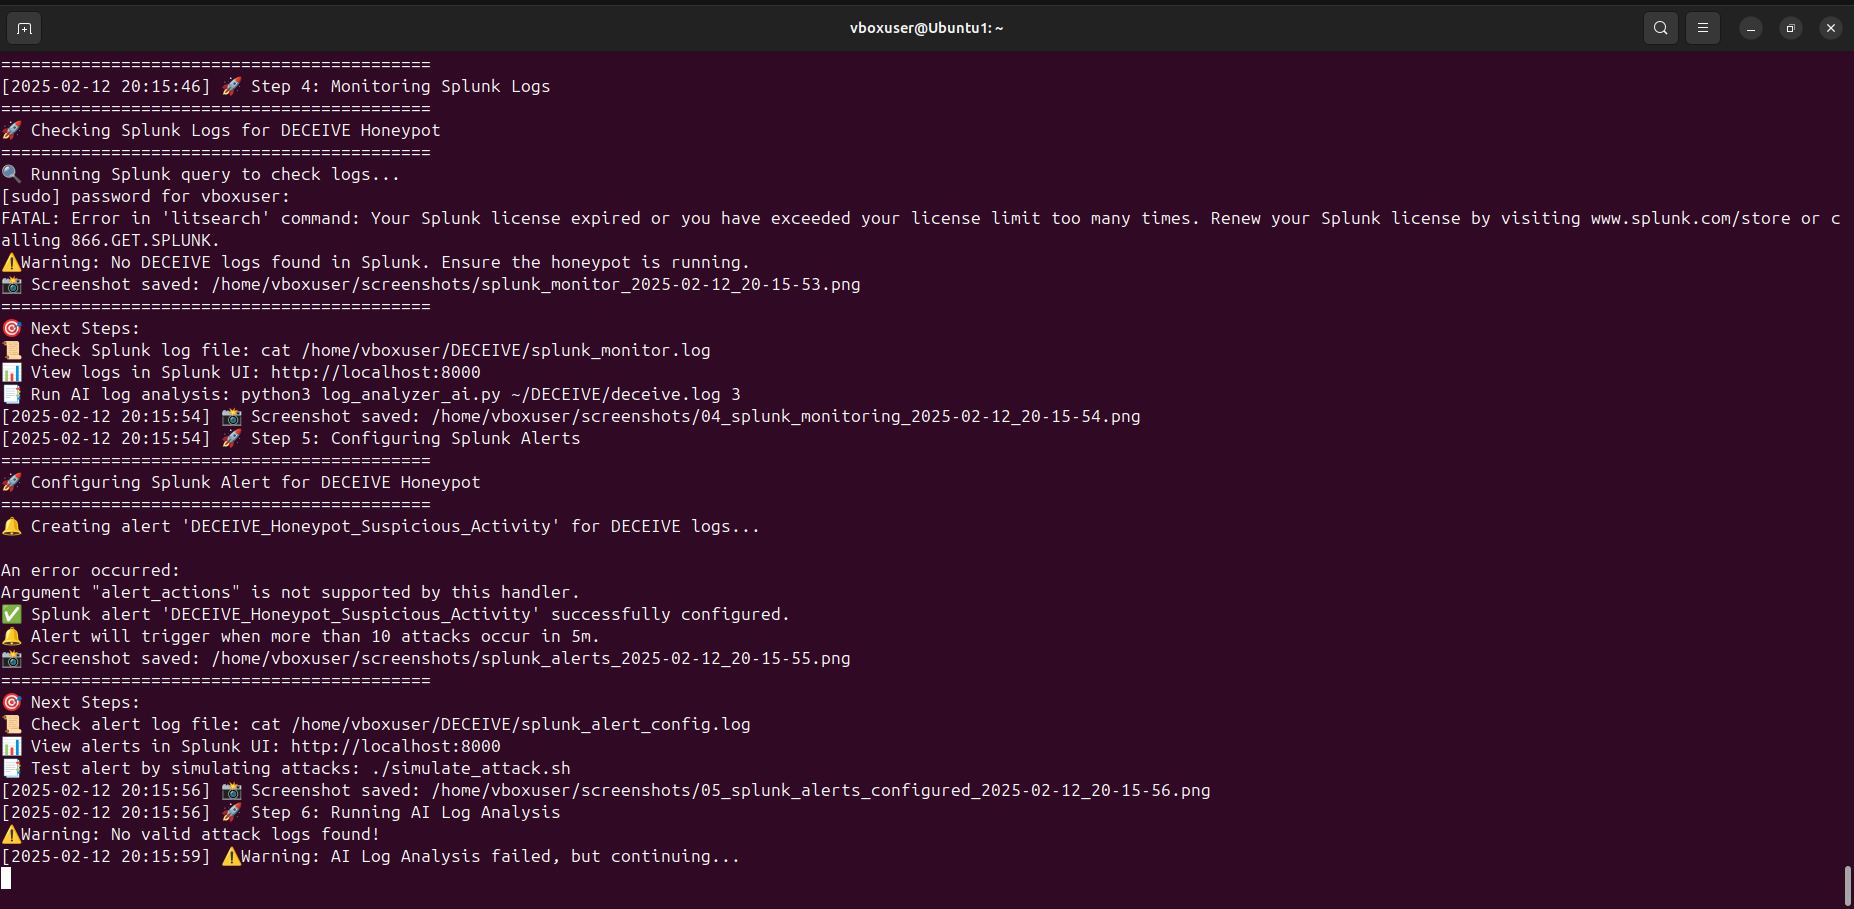 vboxuser@Ubuntu1: ~
===========================================
[2025-02-12 20:15:46] 🚀 Step 4: Monitoring Splunk Logs
===========================================
🚀 Checking Splunk Logs for DECEIVE Honeypot
===========================================
🔍 Running Splunk query to check logs...
[sudo] password for vboxuser:
FATAL: Error in 'litsearch' command: Your Splunk license expired or you have exceeded your license limit too many times. Renew your Splunk license by visiting www.splunk.com/store or c
alling 866.GET.SPLUNK.
⚠️Warning: No DECEIVE logs found in Splunk. Ensure the honeypot is running.
📸 Screenshot saved: /home/vboxuser/screenshots/splunk_monitor_2025-02-12_20-15-53.png
===========================================
🎯 Next Steps:
📜 Check Splunk log file: cat /home/vboxuser/DECEIVE/splunk_monitor.log
📊 View logs in Splunk UI: http://localhost:8000
📑 Run AI log analysis: python3 log_analyzer_ai.py ~/DECEIVE/deceive.log 3
[2025-02-12 20:15:54] 📸 Screenshot saved: /home/vboxuser/screenshots/04_splunk_monitoring_2025-02-12_20-15-54.png
[2025-02-12 20:15:54] 🚀 Step 5: Configuring Splunk Alerts
===========================================
🚀 Configuring Splunk Alert for DECEIVE Honeypot
===========================================
🔔 Creating alert 'DECEIVE_Honeypot_Suspicious_Activity' for DECEIVE logs...
An error occurred:
Argument "alert_actions" is not supported by this handler.
✅ Splunk alert 'DECEIVE_Honeypot_Suspicious_Activity' successfully configured.
🔔 Alert will trigger when more than 10 attacks occur in 5m.
📸 Screenshot saved: /home/vboxuser/screenshots/splunk_alerts_2025-02-12_20-15-55.png
===========================================
🎯 Next Steps:
📜 Check alert log file: cat /home/vboxuser/DECEIVE/splunk_alert_config.log
📊 View alerts in Splunk UI: http://localhost:8000
📑 Test alert by simulating attacks: ./simulate_attack.sh
[2025-02-12 20:15:56] 📸 Screenshot saved: /home/vboxuser/screenshots/05_splunk_alerts_configured_2025-02-12_20-15-56.png
[2025-02-12 20:15:56] 🚀 Step 6: Running AI Log Analysis
⚠️Warning: No valid attack logs found!
[2025-02-12 20:15:59] ⚠️Warning: AI Log Analysis failed, but continuing...